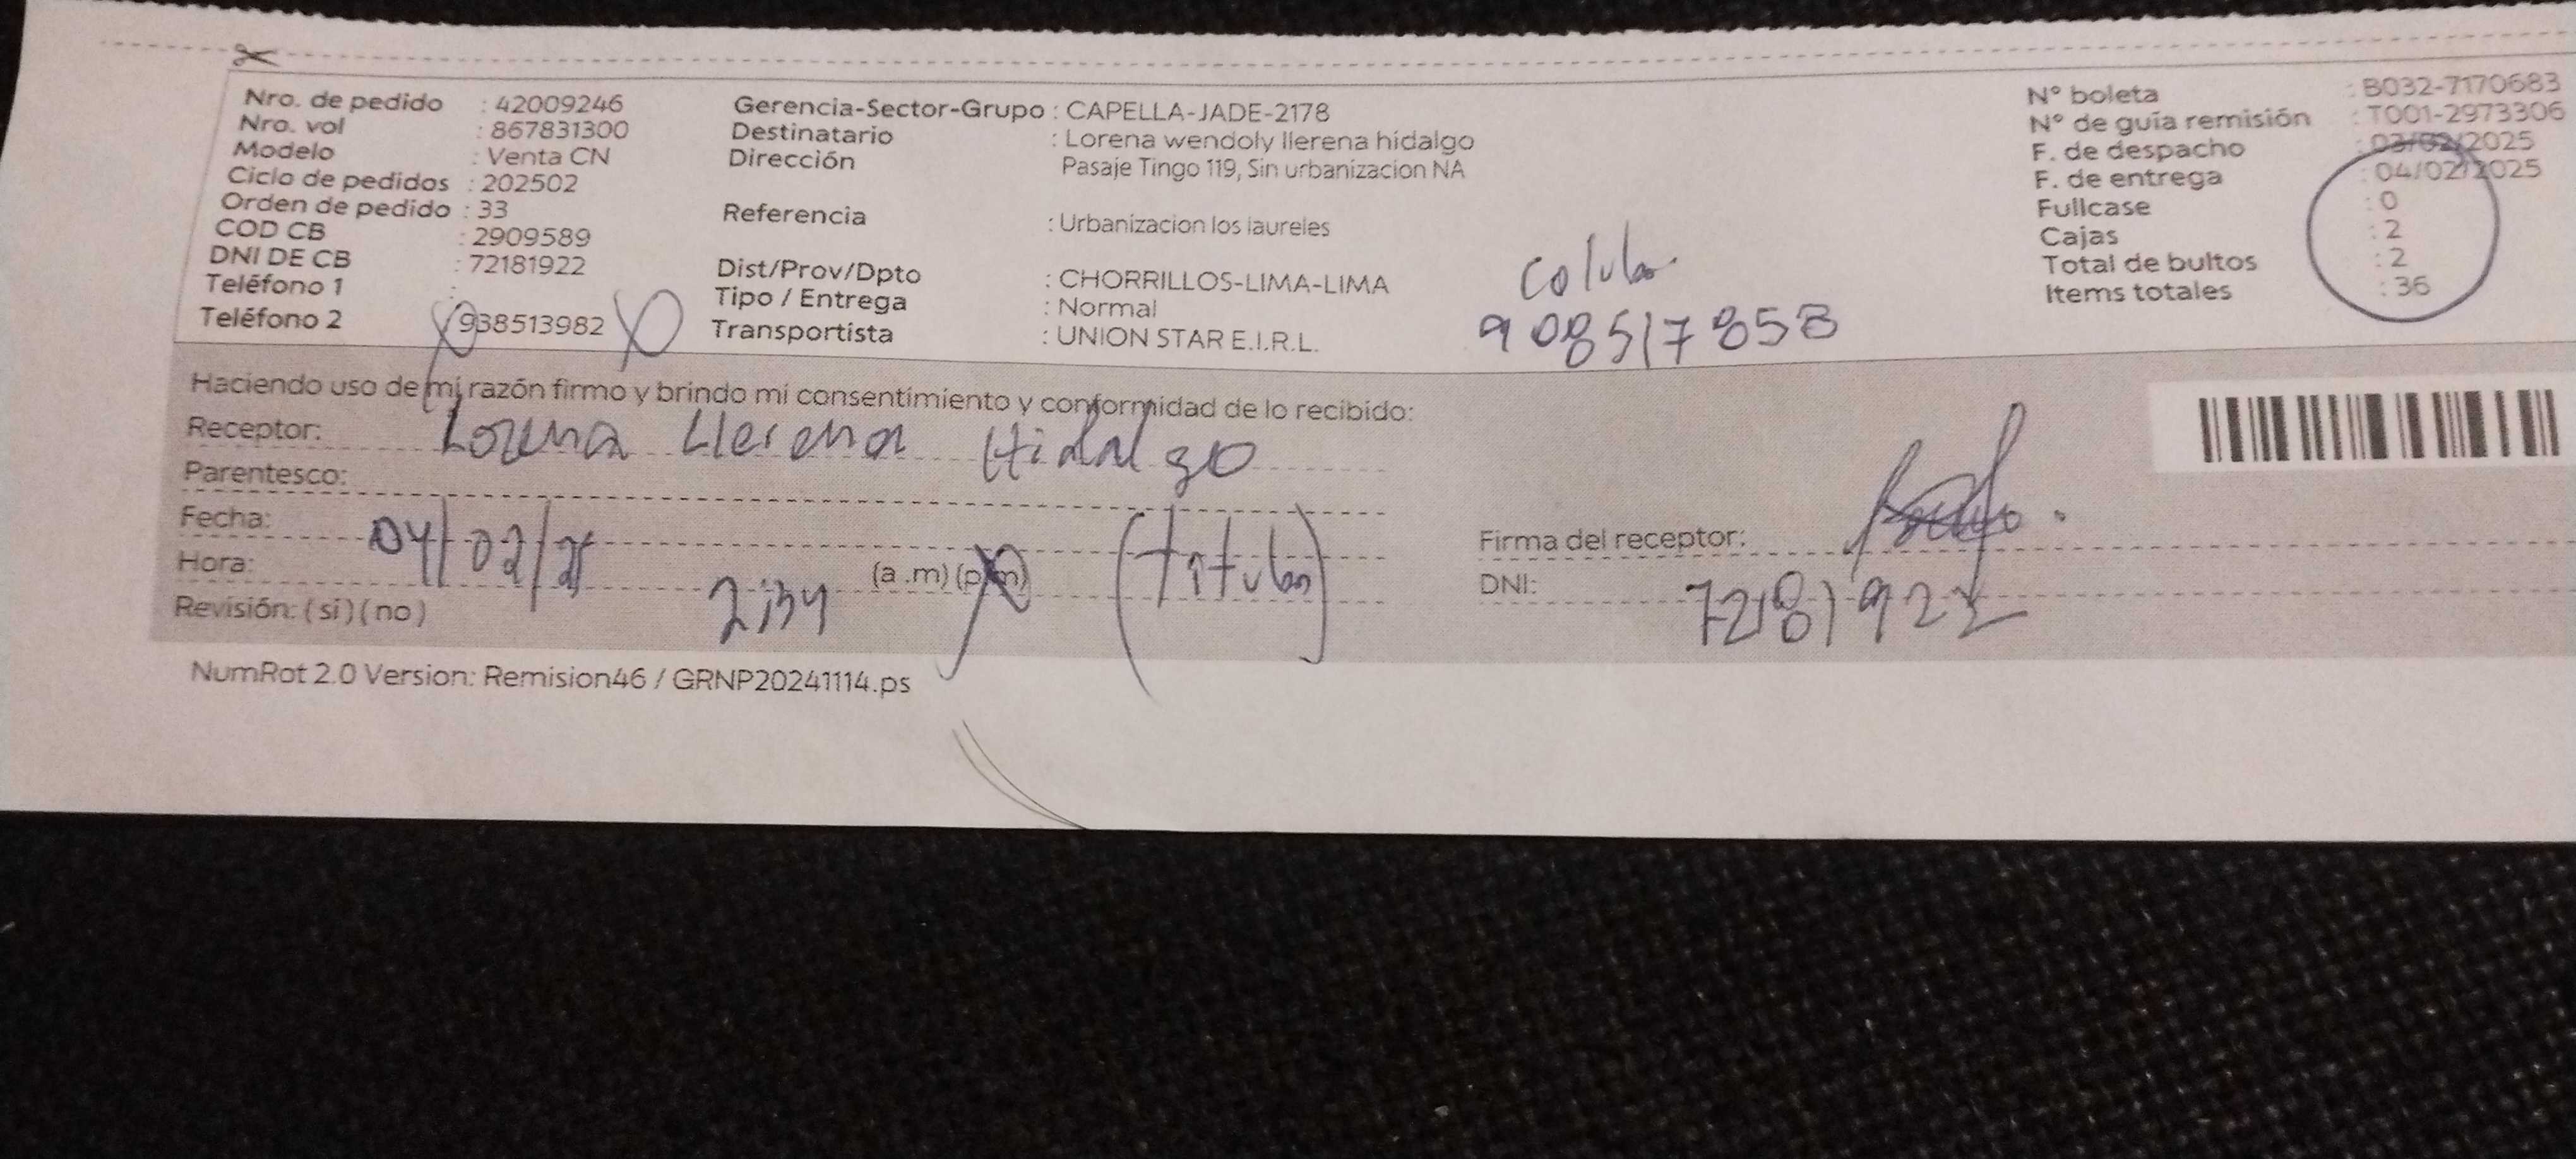 Nro. de pedido : 42009246
Nro. vol : 867831300
Modelo : Venta CN
Ciclo de pedidos : 202502
Orden de pedido : 33
COD CB : 2909589
DNI DE CB : 72181922
Teléfono 1 :
Teléfono 2 938513982
Gerencia-Sector-Grupo : CAPELLA-JADE-2178
Destinatario : Lorena wendoly llerena hidalgo
Dirección Pasaje Tingo 119, Sin urbanizacion NA
Referencia : Urbanizacion los laureles
Dist/Prov/Dpto : CHORRILLOS-LIMA-LIMA
Tipo / Entrega : Normal
Transportista : UNION STAR E.I.R.L.
908517858
N° boleta : B032-7170683
N° de guía remisión : T001-2973306
F. de despacho : 03/02/2025
F. de entrega : 04/02/2025
Fullcase : 0
Cajas : 2
Total de bultos : 2
Items totales : 36
Haciendo uso de mi razón firmo y brindo mi consentimiento y conformidad de lo recibido:
Receptor: Lorena Llerena Hidalgo
Parentesco:
Fecha: 04/02/25
Hora: 2:34 (a .m) (p.m) (titular)
Revisión: ( si ) ( no )
Firma del receptor:
DNI: 72181922
NumRot 2.0 Version: Remision46 / GRNP20241114.ps